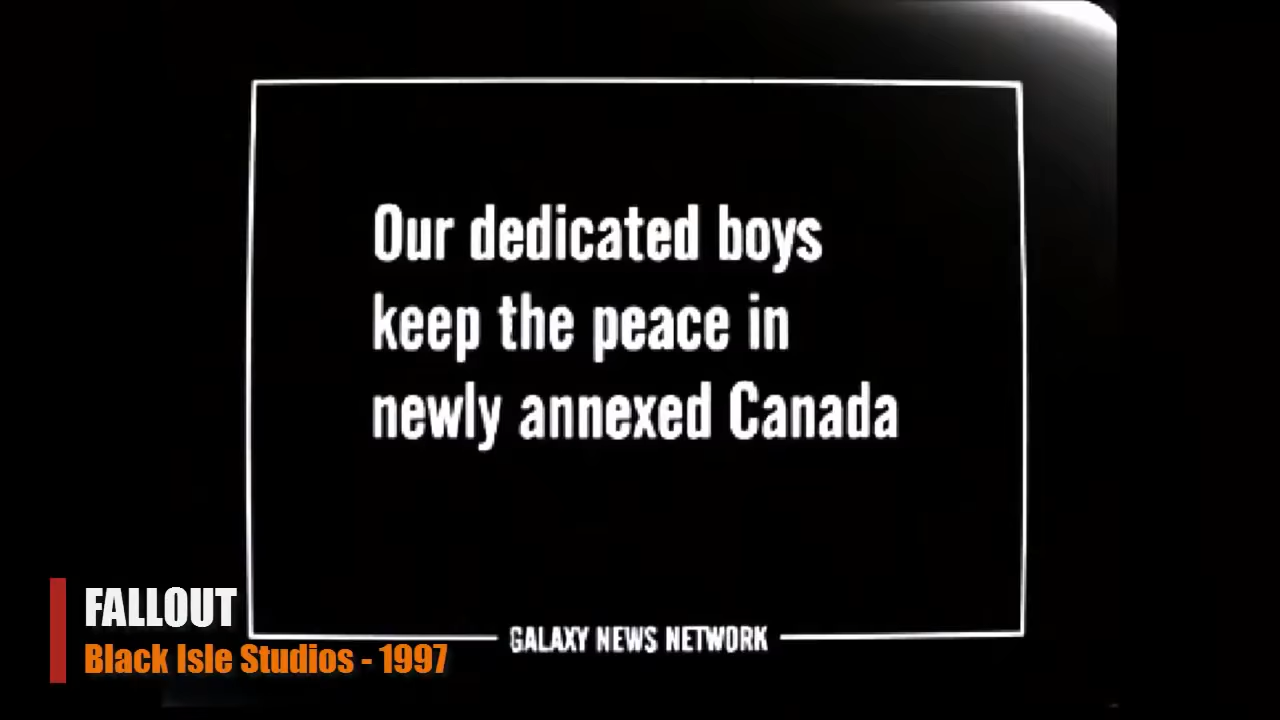 Our dedicated boys
keep the peace in
newly annexed Canada
GALAXY NEWS NETWORK
FALLOUT
Black Isle Studios - 1997